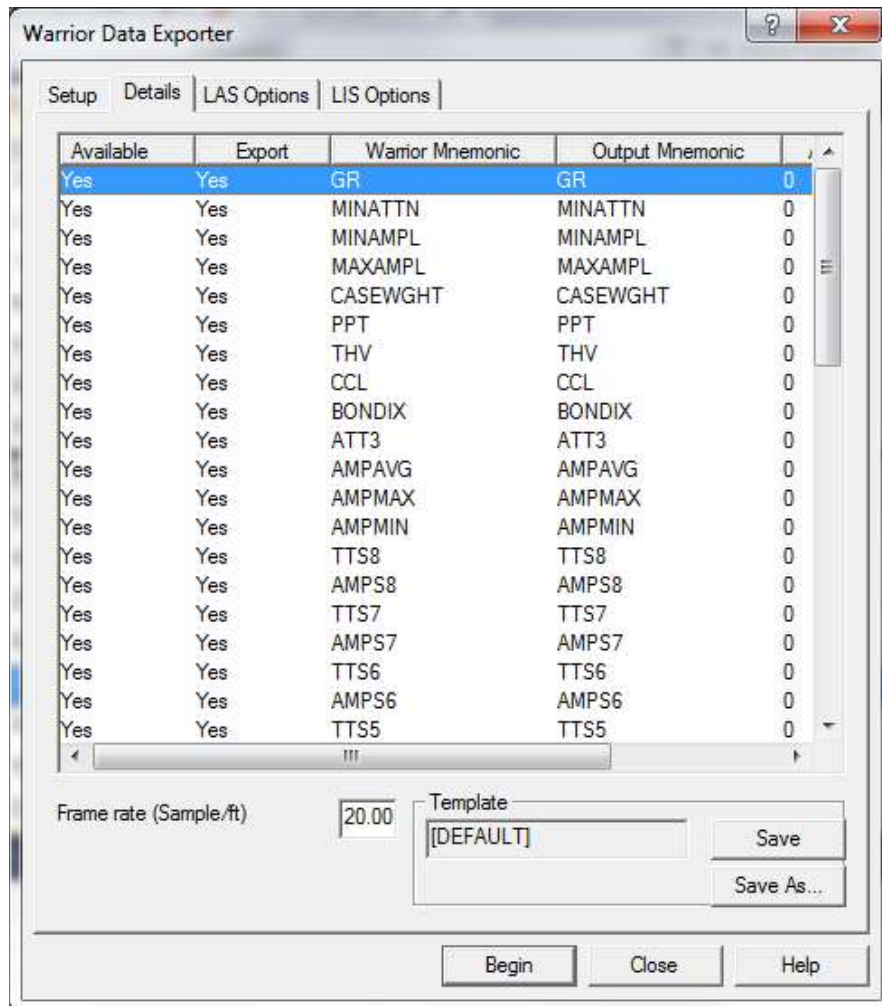 Warrior Data Exporter
Setup Details LAS Options LIS Options
Available Export Warrior Mnemonic Output Mnemonic
Yes Yes GR GR 0
Yes Yes MINATTN MINATTN 0
Yes Yes MINAMPL MINAMPL 0
Yes Yes MAXAMPL MAXAMPL 0
Yes Yes CASEWGHT CASEWGHT 0
Yes Yes PPT PPT 0
Yes Yes THV THV 0
Yes Yes CCL CCL 0
Yes Yes BONDIX BONDIX 0
Yes Yes ATT3 ATT3 0
Yes Yes AMPAVG AMPAVG 0
Yes Yes AMPMAX AMPMAX 0
Yes Yes AMPMIN AMPMIN 0
Yes Yes TTS8 TTS8 0
Yes Yes AMPS8 AMPS8 0
Yes Yes TTS7 TTS7 0
Yes Yes AMPS7 AMPS7 0
Yes Yes TTS6 TTS6 0
Yes Yes AMPS6 AMPS6 0
Yes Yes TTS5 TTS5 0
Frame rate (Sample/ft) 20.00
Template
[DEFAULT]
Save
Save As...
Begin Close Help